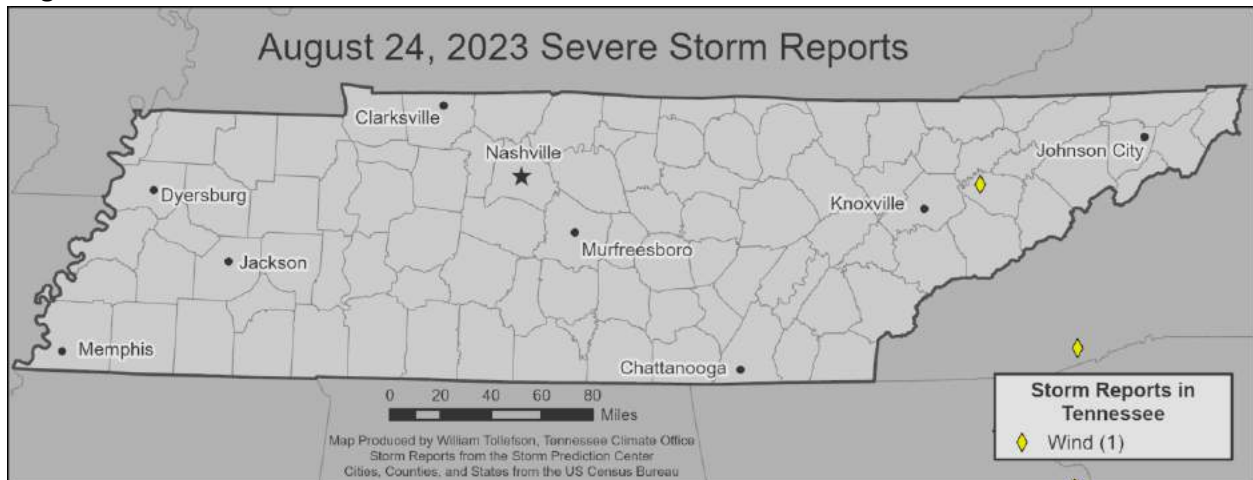 August 24, 2023 Severe Storm Reports
Clarksville
Nashville
Johnson City
Dyersburg
Knoxville
Murfreesboro
Jackson
Memphis
Chattanooga
0 20 40 80
Miles
Map Produced by William Tollefson, Tennessee Climate Office
Storm Reports from the Storm Prediction Center
Cities, Counties, and States from the US Census Bureau
Storm Reports in
Tennessee
Wind (1)